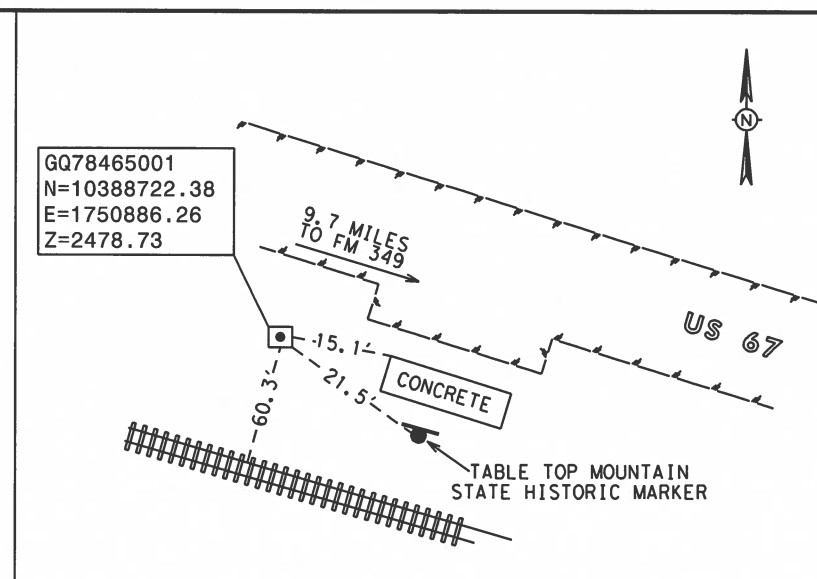 N
GQ78465001
N=10388722.38
E=1750886.26
Z=2478.73
9.7 MILES
TO FM 349
US 67
15.1'
21.5'
60.3'
CONCRETE
TABLE TOP MOUNTAIN
STATE HISTORIC MARKER